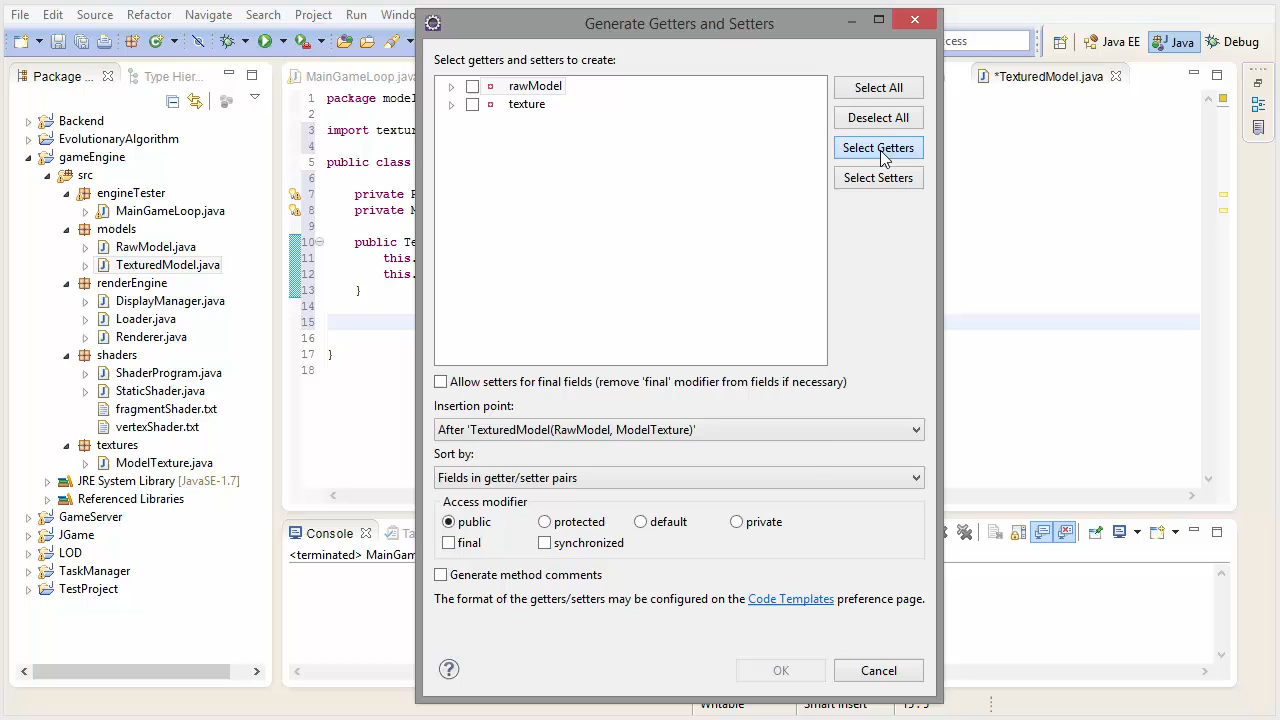 File Edit Source Refactor Navigate Search Project Run
Generate Getters and Setters
Java EE Java Debug
Package ... Type Hier...
MainGameLoop.java
*TexturedModel.java
Backend
EvolutionaryAlgorithm
gameEngine
src
engineTester
MainGameLoop.java
models
RawModel.java
TexturedModel.java
renderEngine
DisplayManager.java
Loader.java
Renderer.java
shaders
ShaderProgram.java
StaticShader.java
fragmentShader.txt
vertexShader.txt
textures
ModelTexture.java
JRE System Library [JavaSE-1.7]
Referenced Libraries
GameServer
JGame
LOD
TaskManager
TestProject
1 package model
2
3 import textur
4
5 public class
6
7 private
8 private
9
10 public Te
11 this.
12 this.
13 }
14
15
16
17 }
18
Select getters and setters to create:
rawModel
texture
Select All
Deselect All
Select Getters
Select Setters
Allow setters for final fields (remove 'final' modifier from fields if necessary)
Insertion point:
After 'TexturedModel(RawModel, ModelTexture)'
Sort by:
Fields in getter/setter pairs
Access modifier
public protected default private
final synchronized
Generate method comments
The format of the getters/setters may be configured on the Code Templates preference page.
? OK Cancel
Console
<terminated> MainGam
Writable Smart Insert